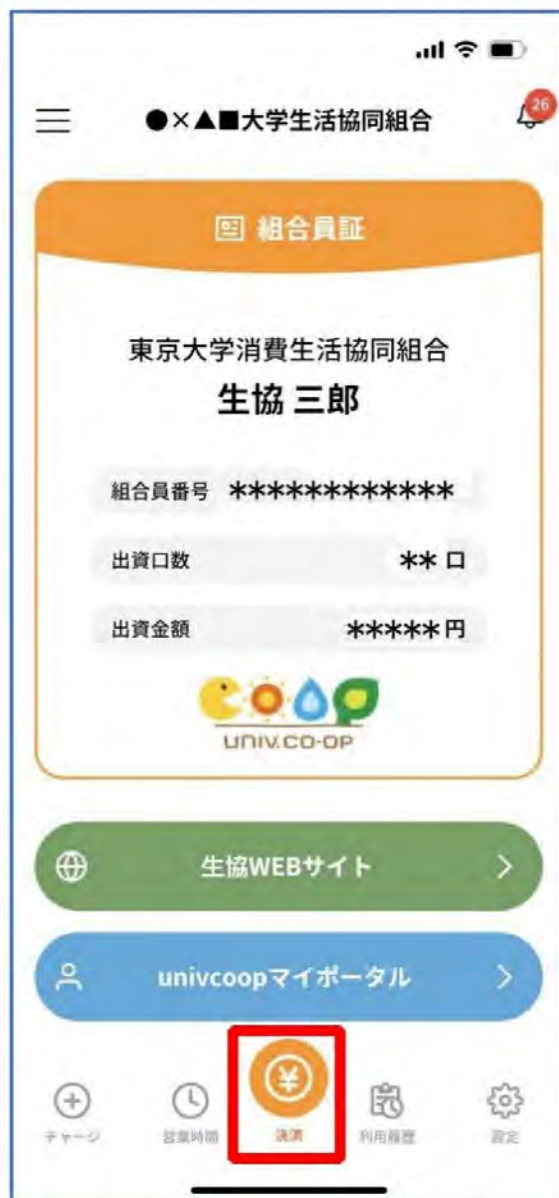 26
●×▲■大学生活協同組合
組合員証
東京大学消費生活協同組合
生協 三郎
組合員番号 ************
出資口数 ** 口
出資金額 *****円
UNIV.CO-OP
生協WEBサイト
univcoopマイポータル
チャージ 営業時間 決済 利用履歴 設定